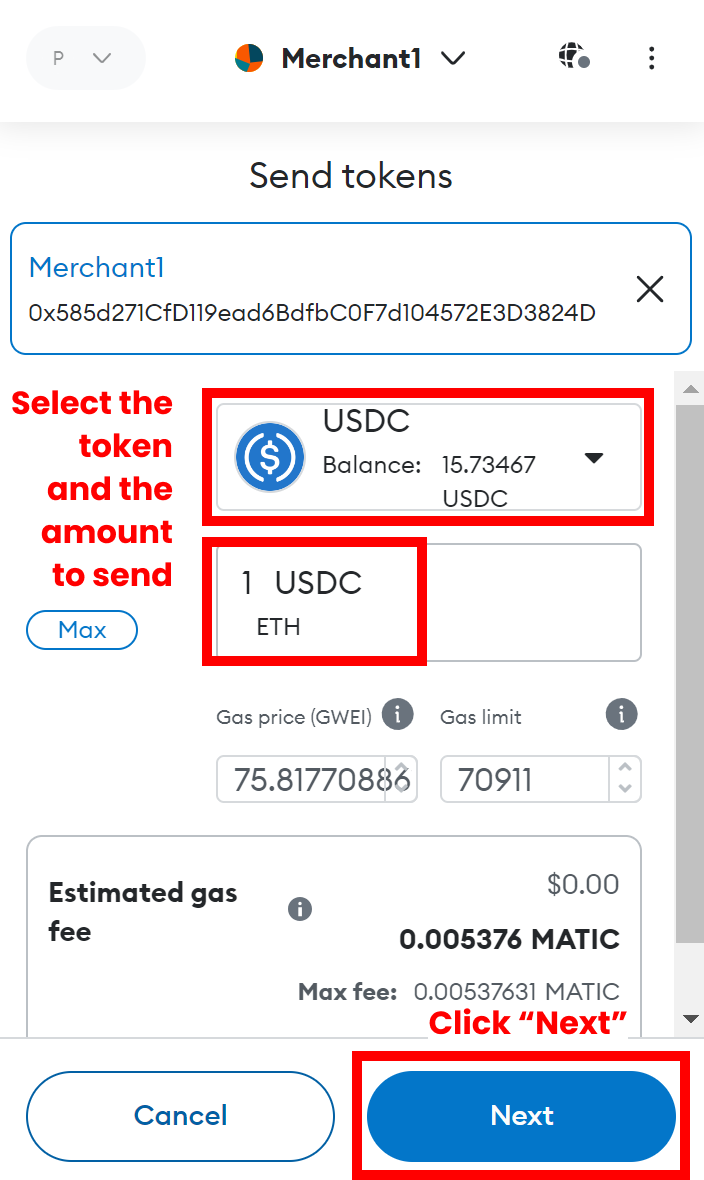 P
Merchant1
Send tokens
Merchant1
0x585d271CfD119ead6BdfbC0F7d104572E3D3824D
Select the
token
and the
amount
to send
USDC
Balance: 15.73467
USDC
1 USDC
ETH
Max
Gas price (GWEI)
Gas limit
75.81770886
70911
Estimated gas
fee
$0.00
0.005376 MATIC
Max fee: 0.00537631 MATIC
Click “Next”
Cancel
Next